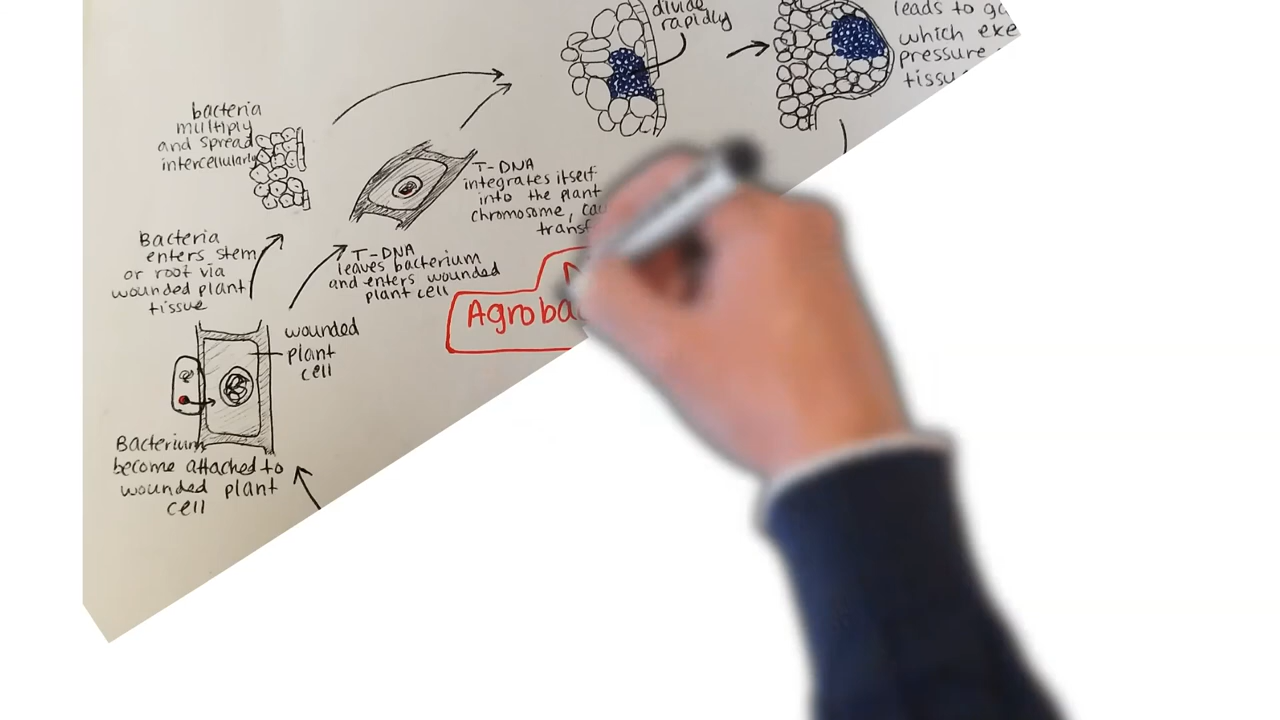 divide
rapidly
leads to
which
pressure
bacteria
multiply
and spread
intercellularly
T-DNA
integrates itself
into the plant
chromosome,
Bacteria
enters stem
or root via
wounded plant
tissue
T-DNA
leaves bacterium
and enters wounded
plant cell
wounded
plant
cell
Bacterium
become attached to
wounded plant
cell